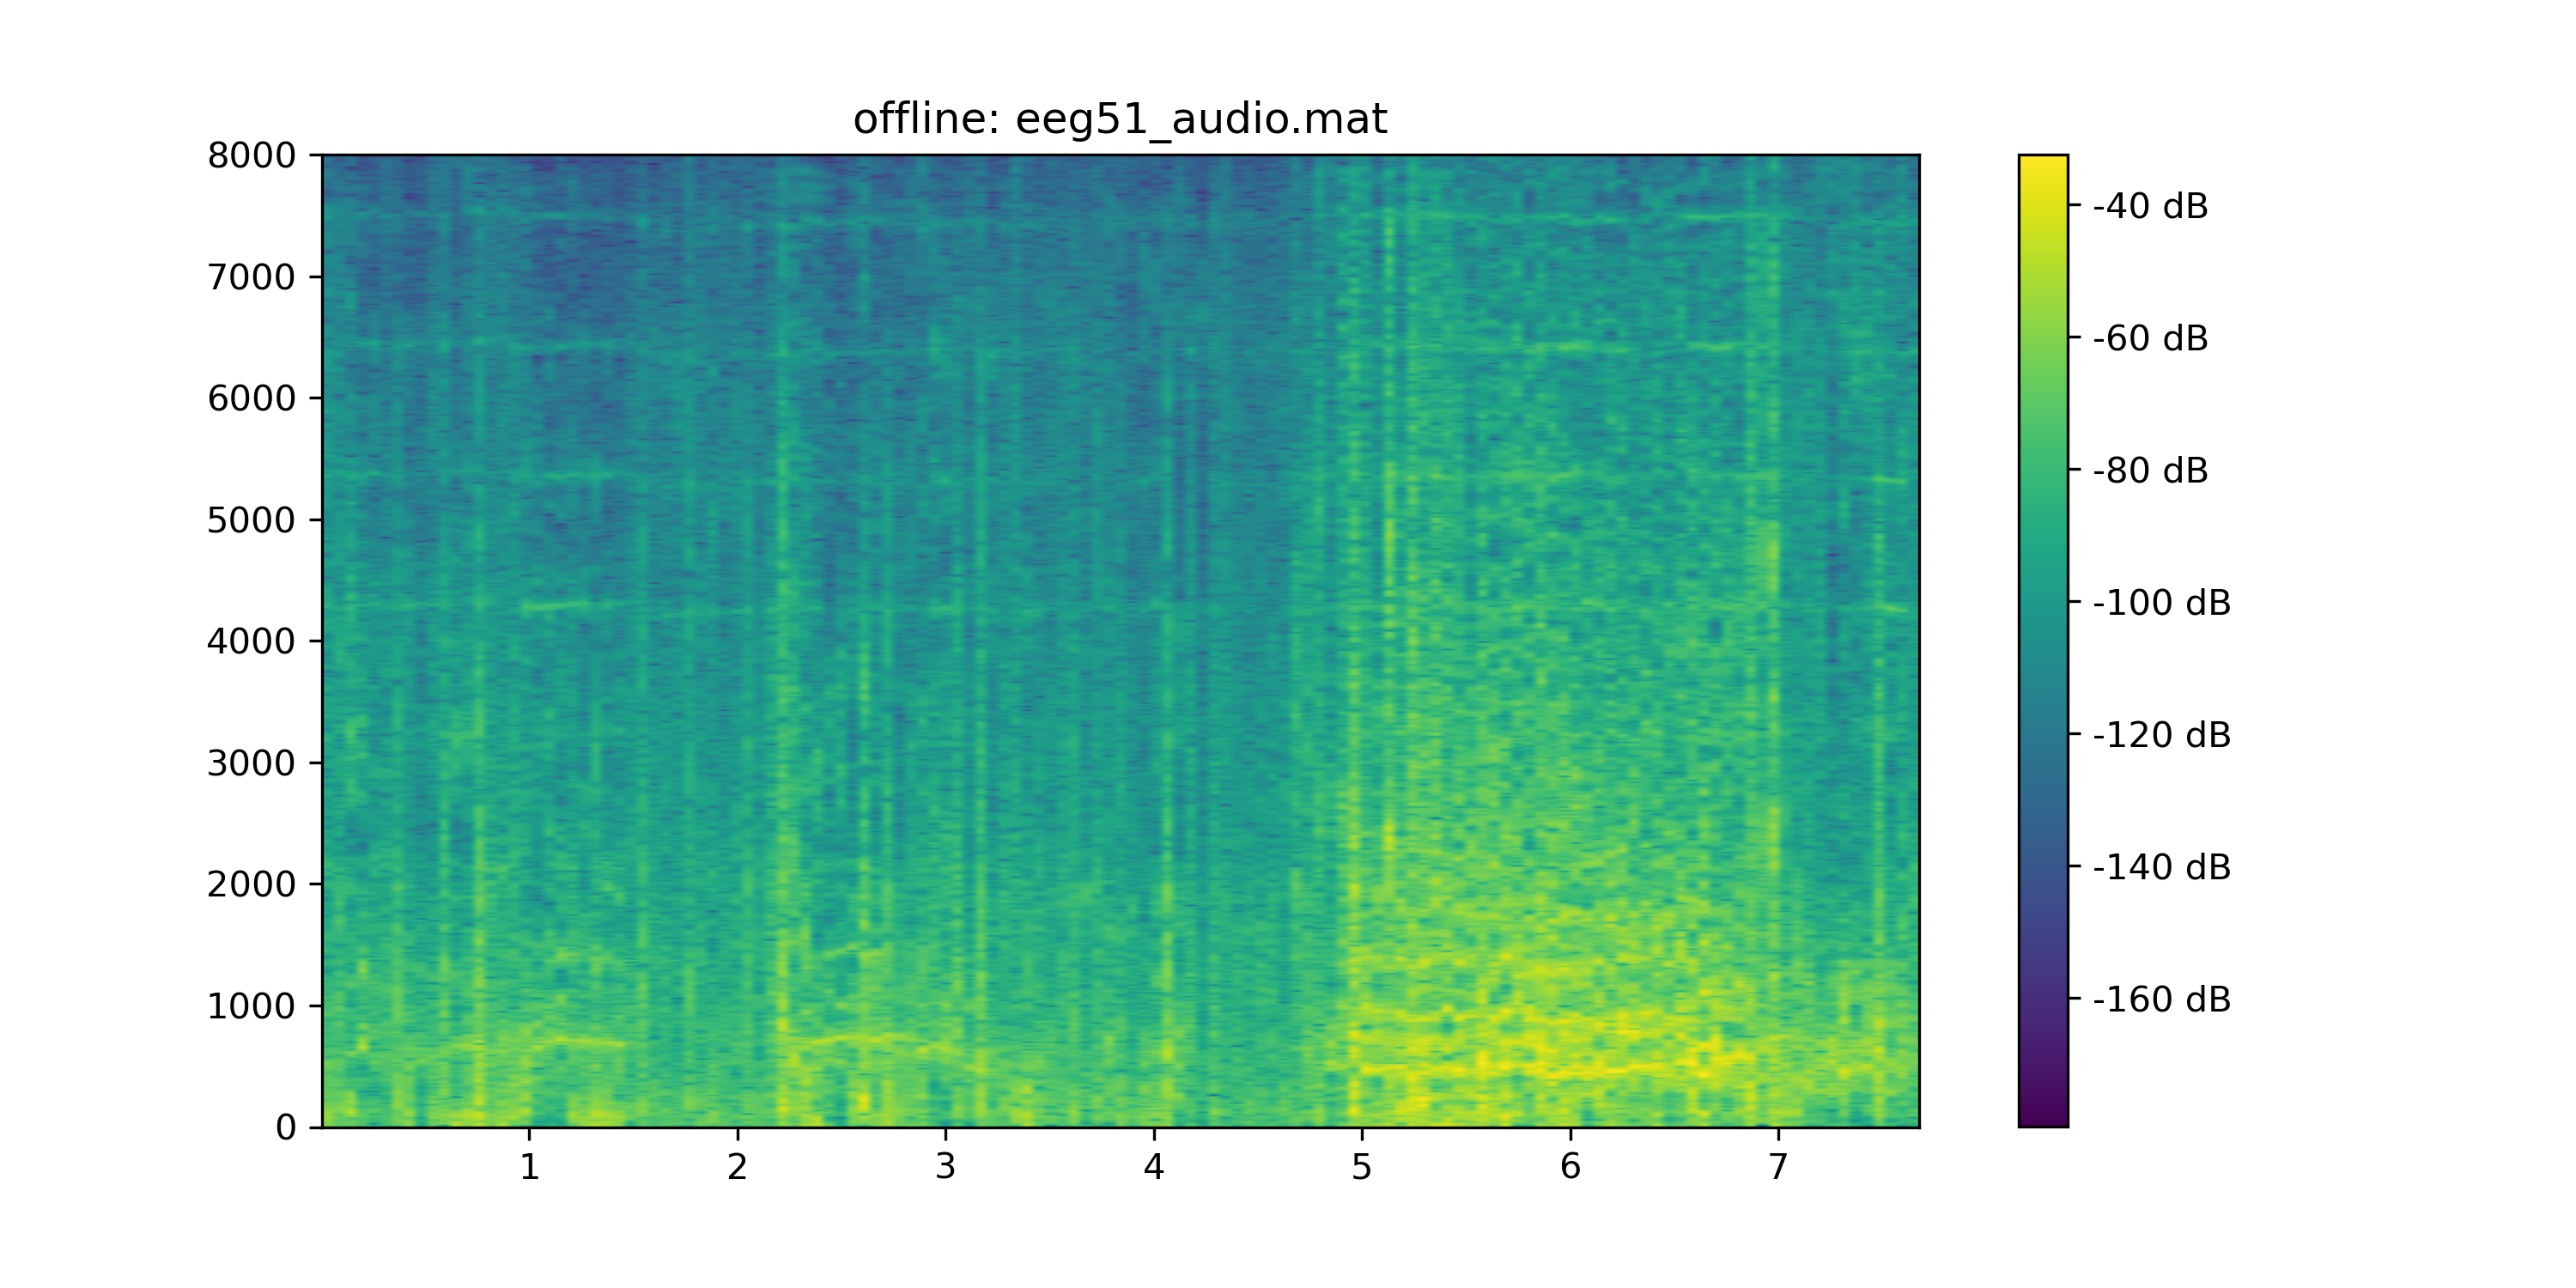 offline: eeg51_audio.mat
8000
7000
6000
5000
4000
3000
2000
1000
0
1 2 3 4 5 6 7
-40 dB
-60 dB
-80 dB
-100 dB
-120 dB
-140 dB
-160 dB